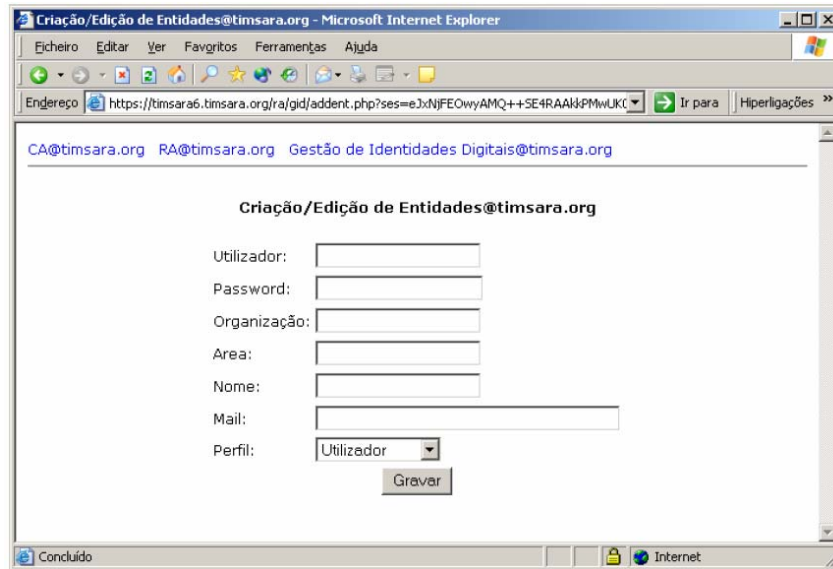 Criação/Edição de Entidades@timsara.org - Microsoft Internet Explorer
Ficheiro Editar Ver Favoritos Ferramentas Ajuda
Endereço https://timsara6.timsara.org/ra/gid/addent.php?ses=eJxNjFEOwyAMQ++SE4RAAkkPMwUK( Ir para Hiperligações »
CA@timsara.org RA@timsara.org Gestão de Identidades Digitais@timsara.org
Criação/Edição de Entidades@timsara.org
Utilizador:
Password:
Organização:
Area:
Nome:
Mail:
Perfil: Utilizador
Gravar
Concluído Internet